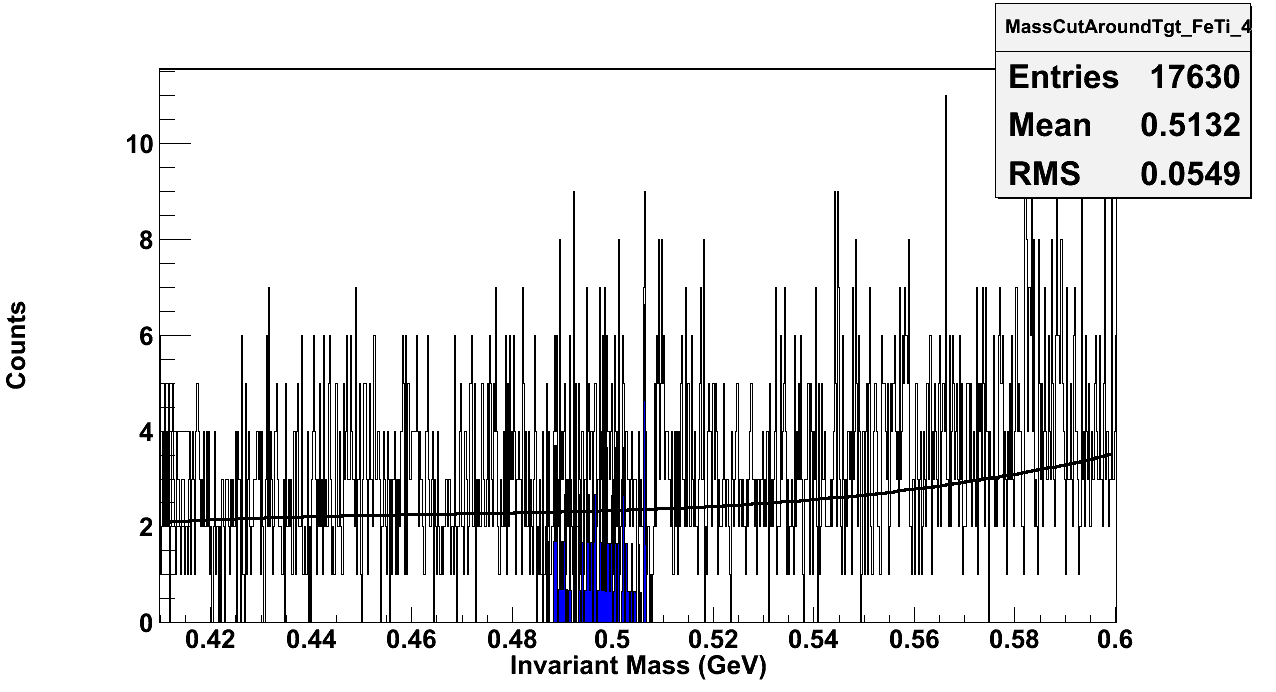 MassCutAroundTgt_FeTi_4
Entries 17630
Mean 0.5132
RMS 0.0549
10
8
6
4
2
0
Counts
0.42 0.44 0.46 0.48 0.5 0.52 0.54 0.56 0.58 0.6
Invariant Mass (GeV)